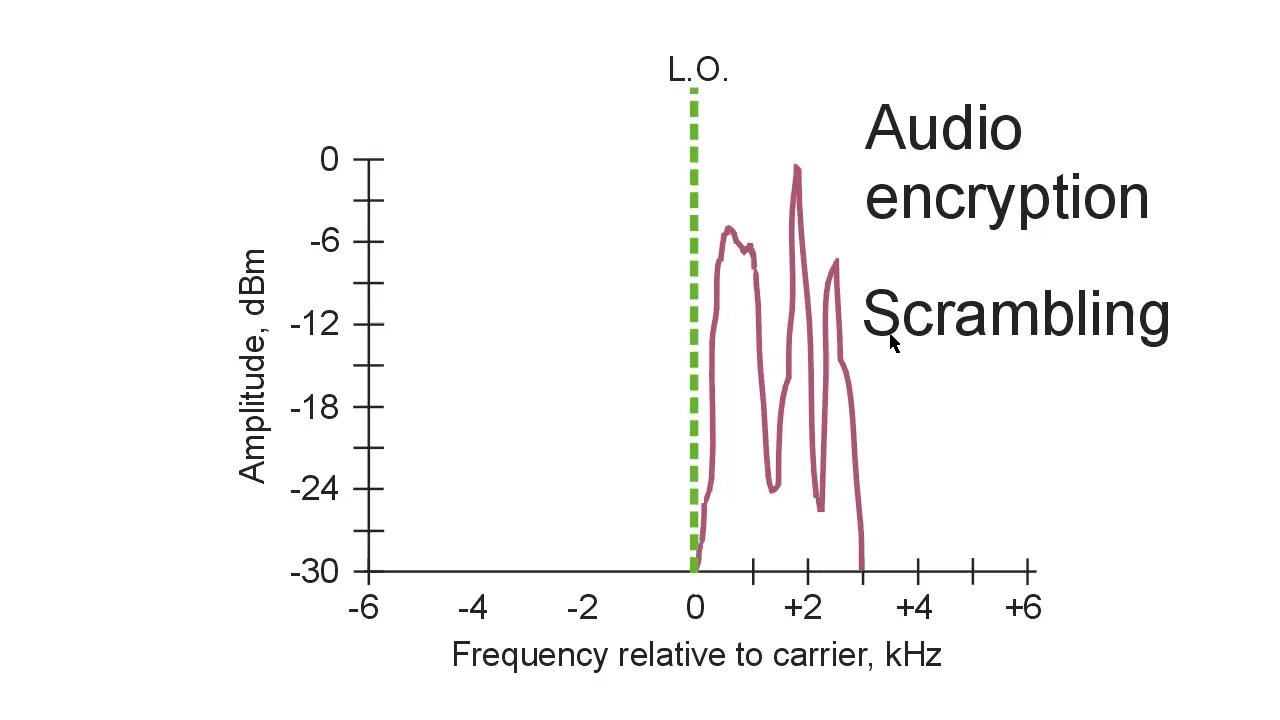 L.O.
Audio
encryption
Scrambling
0
-6
-12
-18
-24
-30
Amplitude, dBm
-6 -4 -2 0 +2 +4 +6
Frequency relative to carrier, kHz